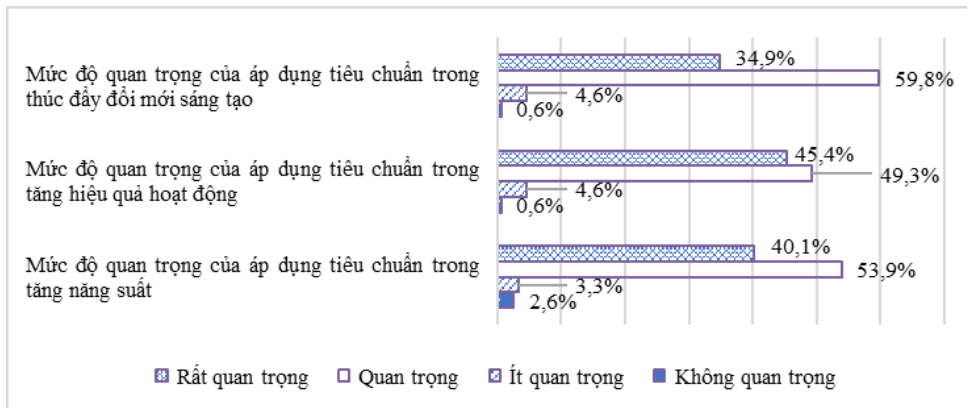 Mức độ quan trọng của áp dụng tiêu chuẩn trong
thúc đẩy đổi mới sáng tạo
34,9%
59,8%
4,6%
0,6%
Mức độ quan trọng của áp dụng tiêu chuẩn trong
tăng hiệu quả hoạt động
45,4%
49,3%
4,6%
0,6%
Mức độ quan trọng của áp dụng tiêu chuẩn trong
tăng năng suất
40,1%
53,9%
3,3%
2,6%
Rất quan trọng Quan trọng Ít quan trọng Không quan trọng